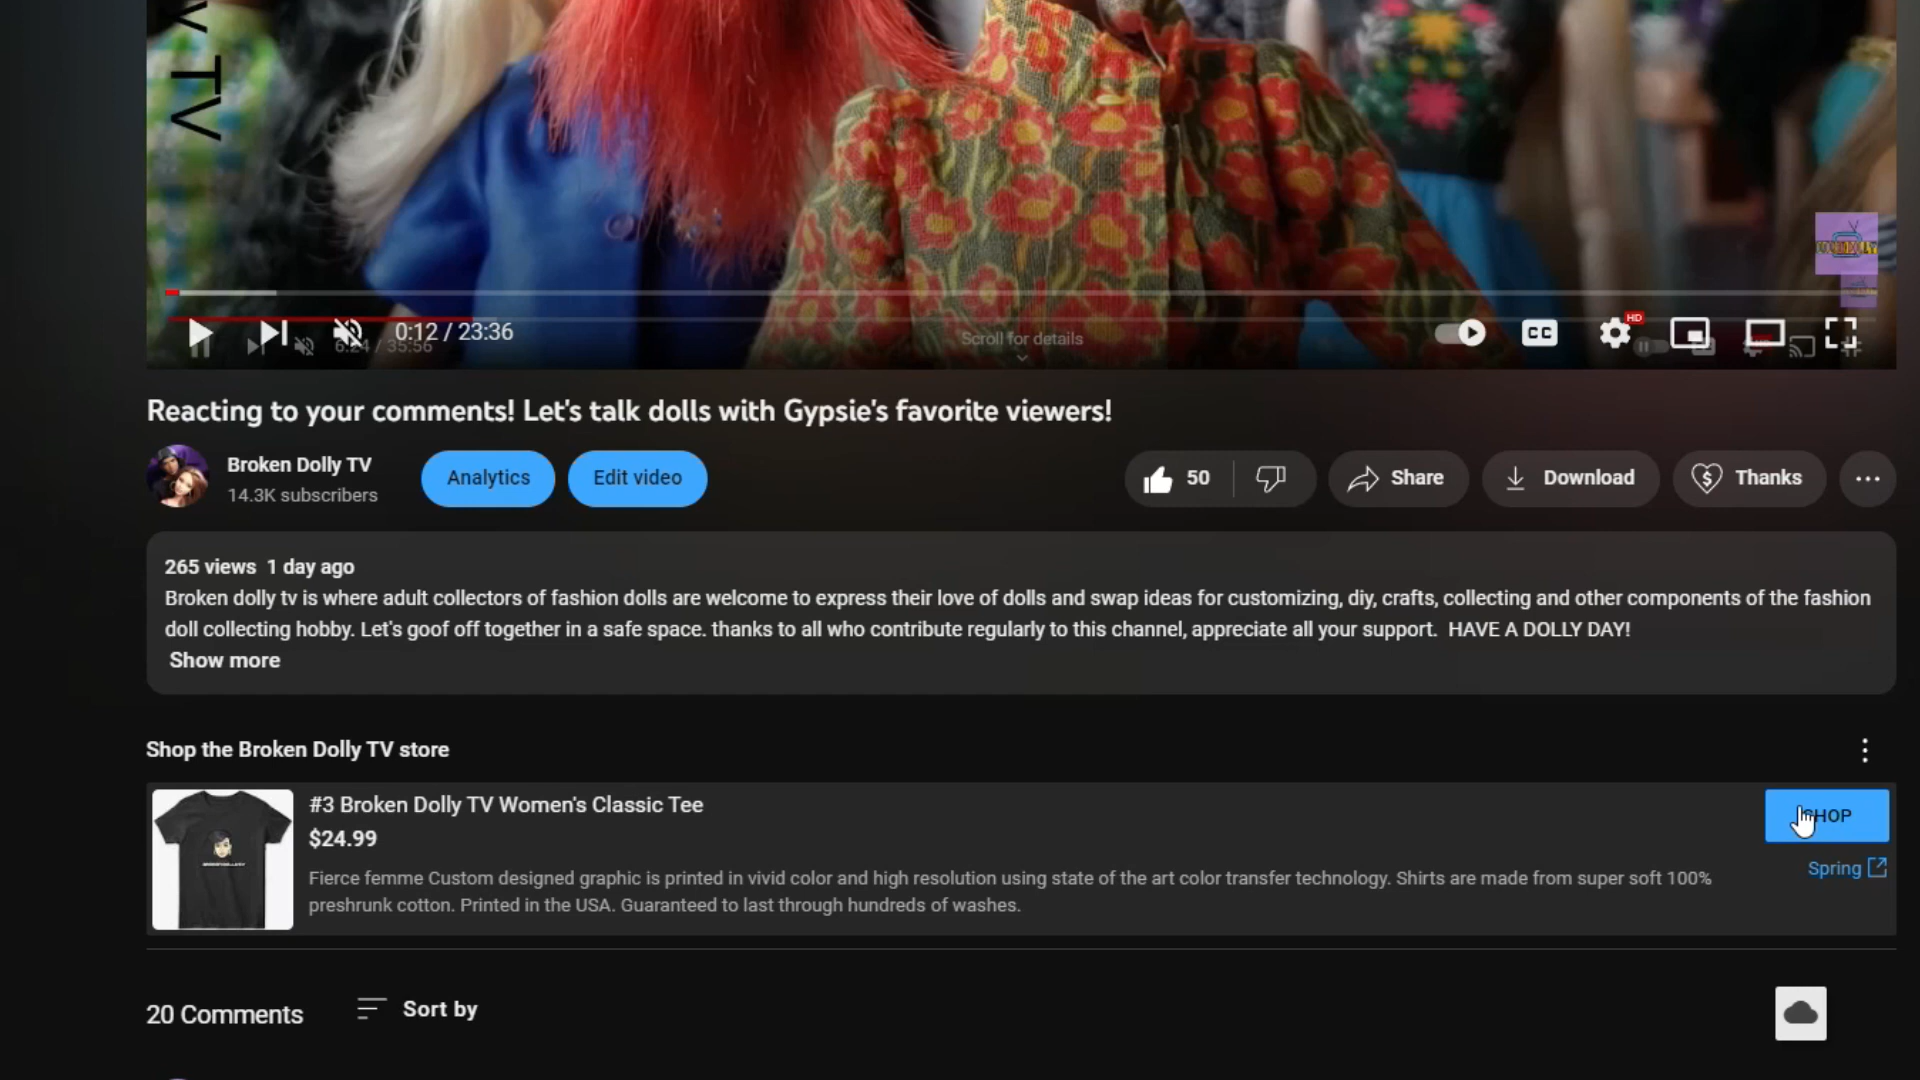 TV
0:12 / 23:36
6:24 / 35:56
Scroll for details
CC
HD
Reacting to your comments! Let's talk dolls with Gypsie's favorite viewers!
Broken Dolly TV
14.3K subscribers
Analytics
Edit video
50
Share
Download
Thanks
265 views 1 day ago
Broken dolly tv is where adult collectors of fashion dolls are welcome to express their love of dolls and swap ideas for customizing, diy, crafts, collecting and other components of the fashion
doll collecting hobby. Let's goof off together in a safe space. thanks to all who contribute regularly to this channel, appreciate all your support. HAVE A DOLLY DAY!
Show more
Shop the Broken Dolly TV store
#3 Broken Dolly TV Women's Classic Tee
$24.99
SHOP
Fierce femme Custom designed graphic is printed in vivid color and high resolution using state of the art color transfer technology. Shirts are made from super soft 100%
preshrunk cotton. Printed in the USA. Guaranteed to last through hundreds of washes.
Spring
20 Comments
Sort by